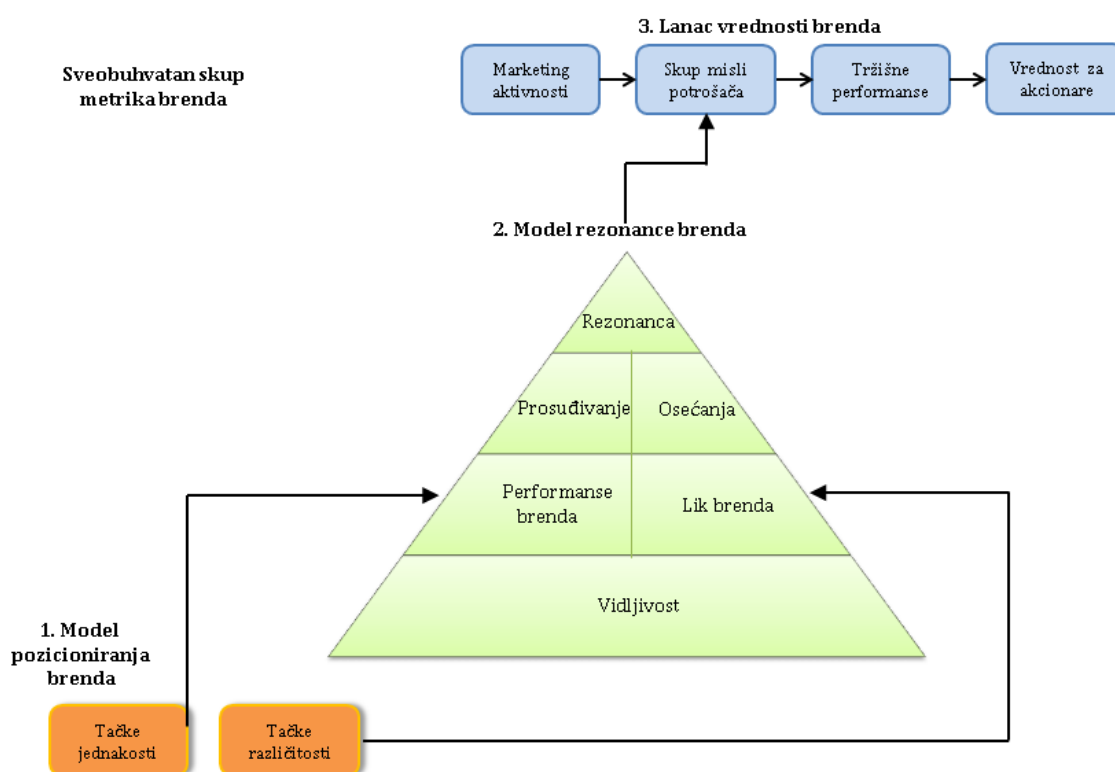 3. Lanac vrednosti brenda
Sveobuhvatan skup
metrika brenda
Marketing
aktivnosti
Skup misli
potrošača
Tržišne
performanse
Vrednost za
akcionare
2. Model rezonance brenda
Rezonanca
Prosuđivanje
Osećanja
Performanse
brenda
Lik brenda
Vidljivost
1. Model
pozicioniranja
brenda
Tačke
jednakosti
Tačke
različitosti